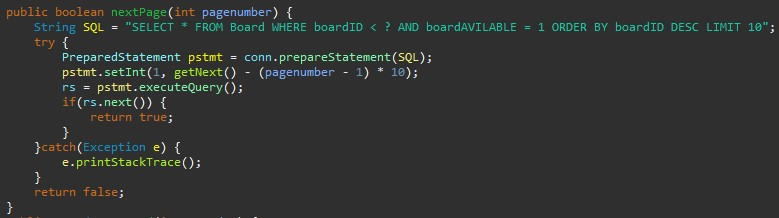 public boolean nextPage(int pagenumber) {
    String SQL = "SELECT * FROM Board WHERE boardID < ? AND boardAVILABLE = 1 ORDER BY boardID DESC LIMIT 10";
    try {
        PreparedStatement pstmt = conn.prepareStatement(SQL);
        pstmt.setInt(1, getNext() - (pagenumber - 1) * 10);
        rs = pstmt.executeQuery();
        if(rs.next()) {
            return true;
        }
    }catch(Exception e) {
        e.printStackTrace();
    }
    return false;
}